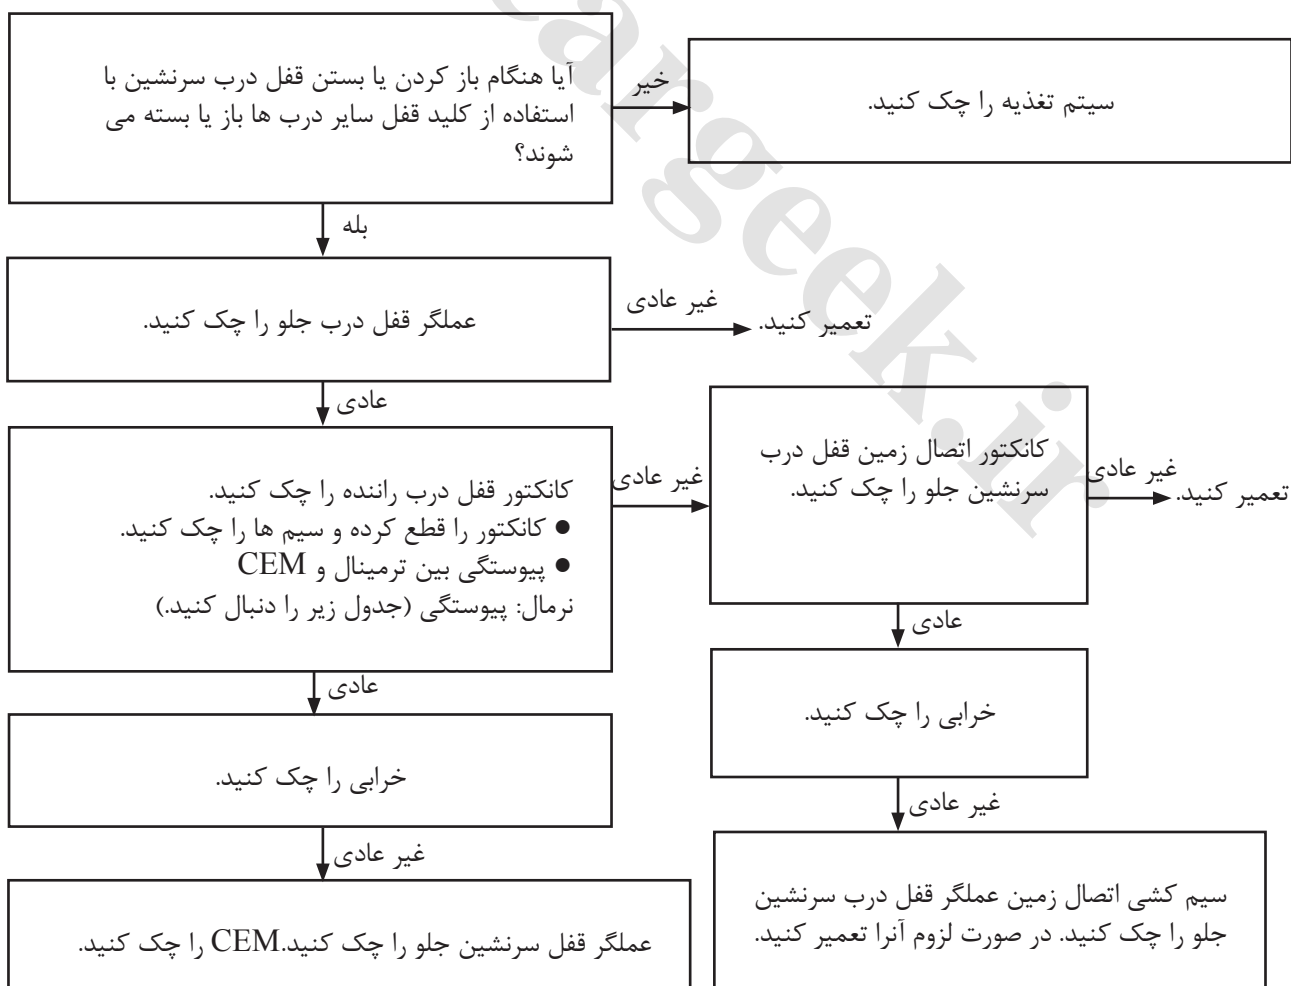 آیا هنگام باز کردن یا بستن قفل درب سرنشین با
استفاده از کلید قفل سایر درب ها باز یا بسته می
شوند؟
خیر
سیتم تغذیه را چک کنید.
بله
عملگر قفل درب جلو را چک کنید.
غیر عادی
تعمیر کنید.
عادی
کانکتور قفل درب راننده را چک کنید.
● کانکتور را قطع کرده و سیم ها را چک کنید.
● پیوستگی بین ترمینال و CEM
نرمال: پیوستگی (جدول زیر را دنبال کنید.)
غیر عادی
کانکتور اتصال زمین قفل درب
سرنشین جلو را چک کنید.
غیر عادی
تعمیر کنید.
عادی
خرابی را چک کنید.
غیر عادی
سیم کشی اتصال زمین عملگر قفل درب سرنشین
جلو را چک کنید. در صورت لزوم آنرا تعمیر کنید.
عادی
خرابی را چک کنید.
غیر عادی
عملگر قفل سرنشین جلو را چک کنید.CEM را چک کنید.
argeek.ir